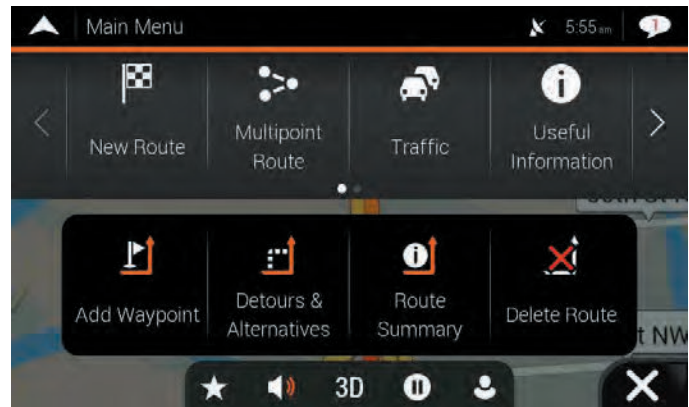 Main Menu
5:55am
1
New Route
Multipoint
Route
Traffic
Useful
Information
Add Waypoint
Detours &
Alternatives
Route
Summary
Delete Route
t NW
3D